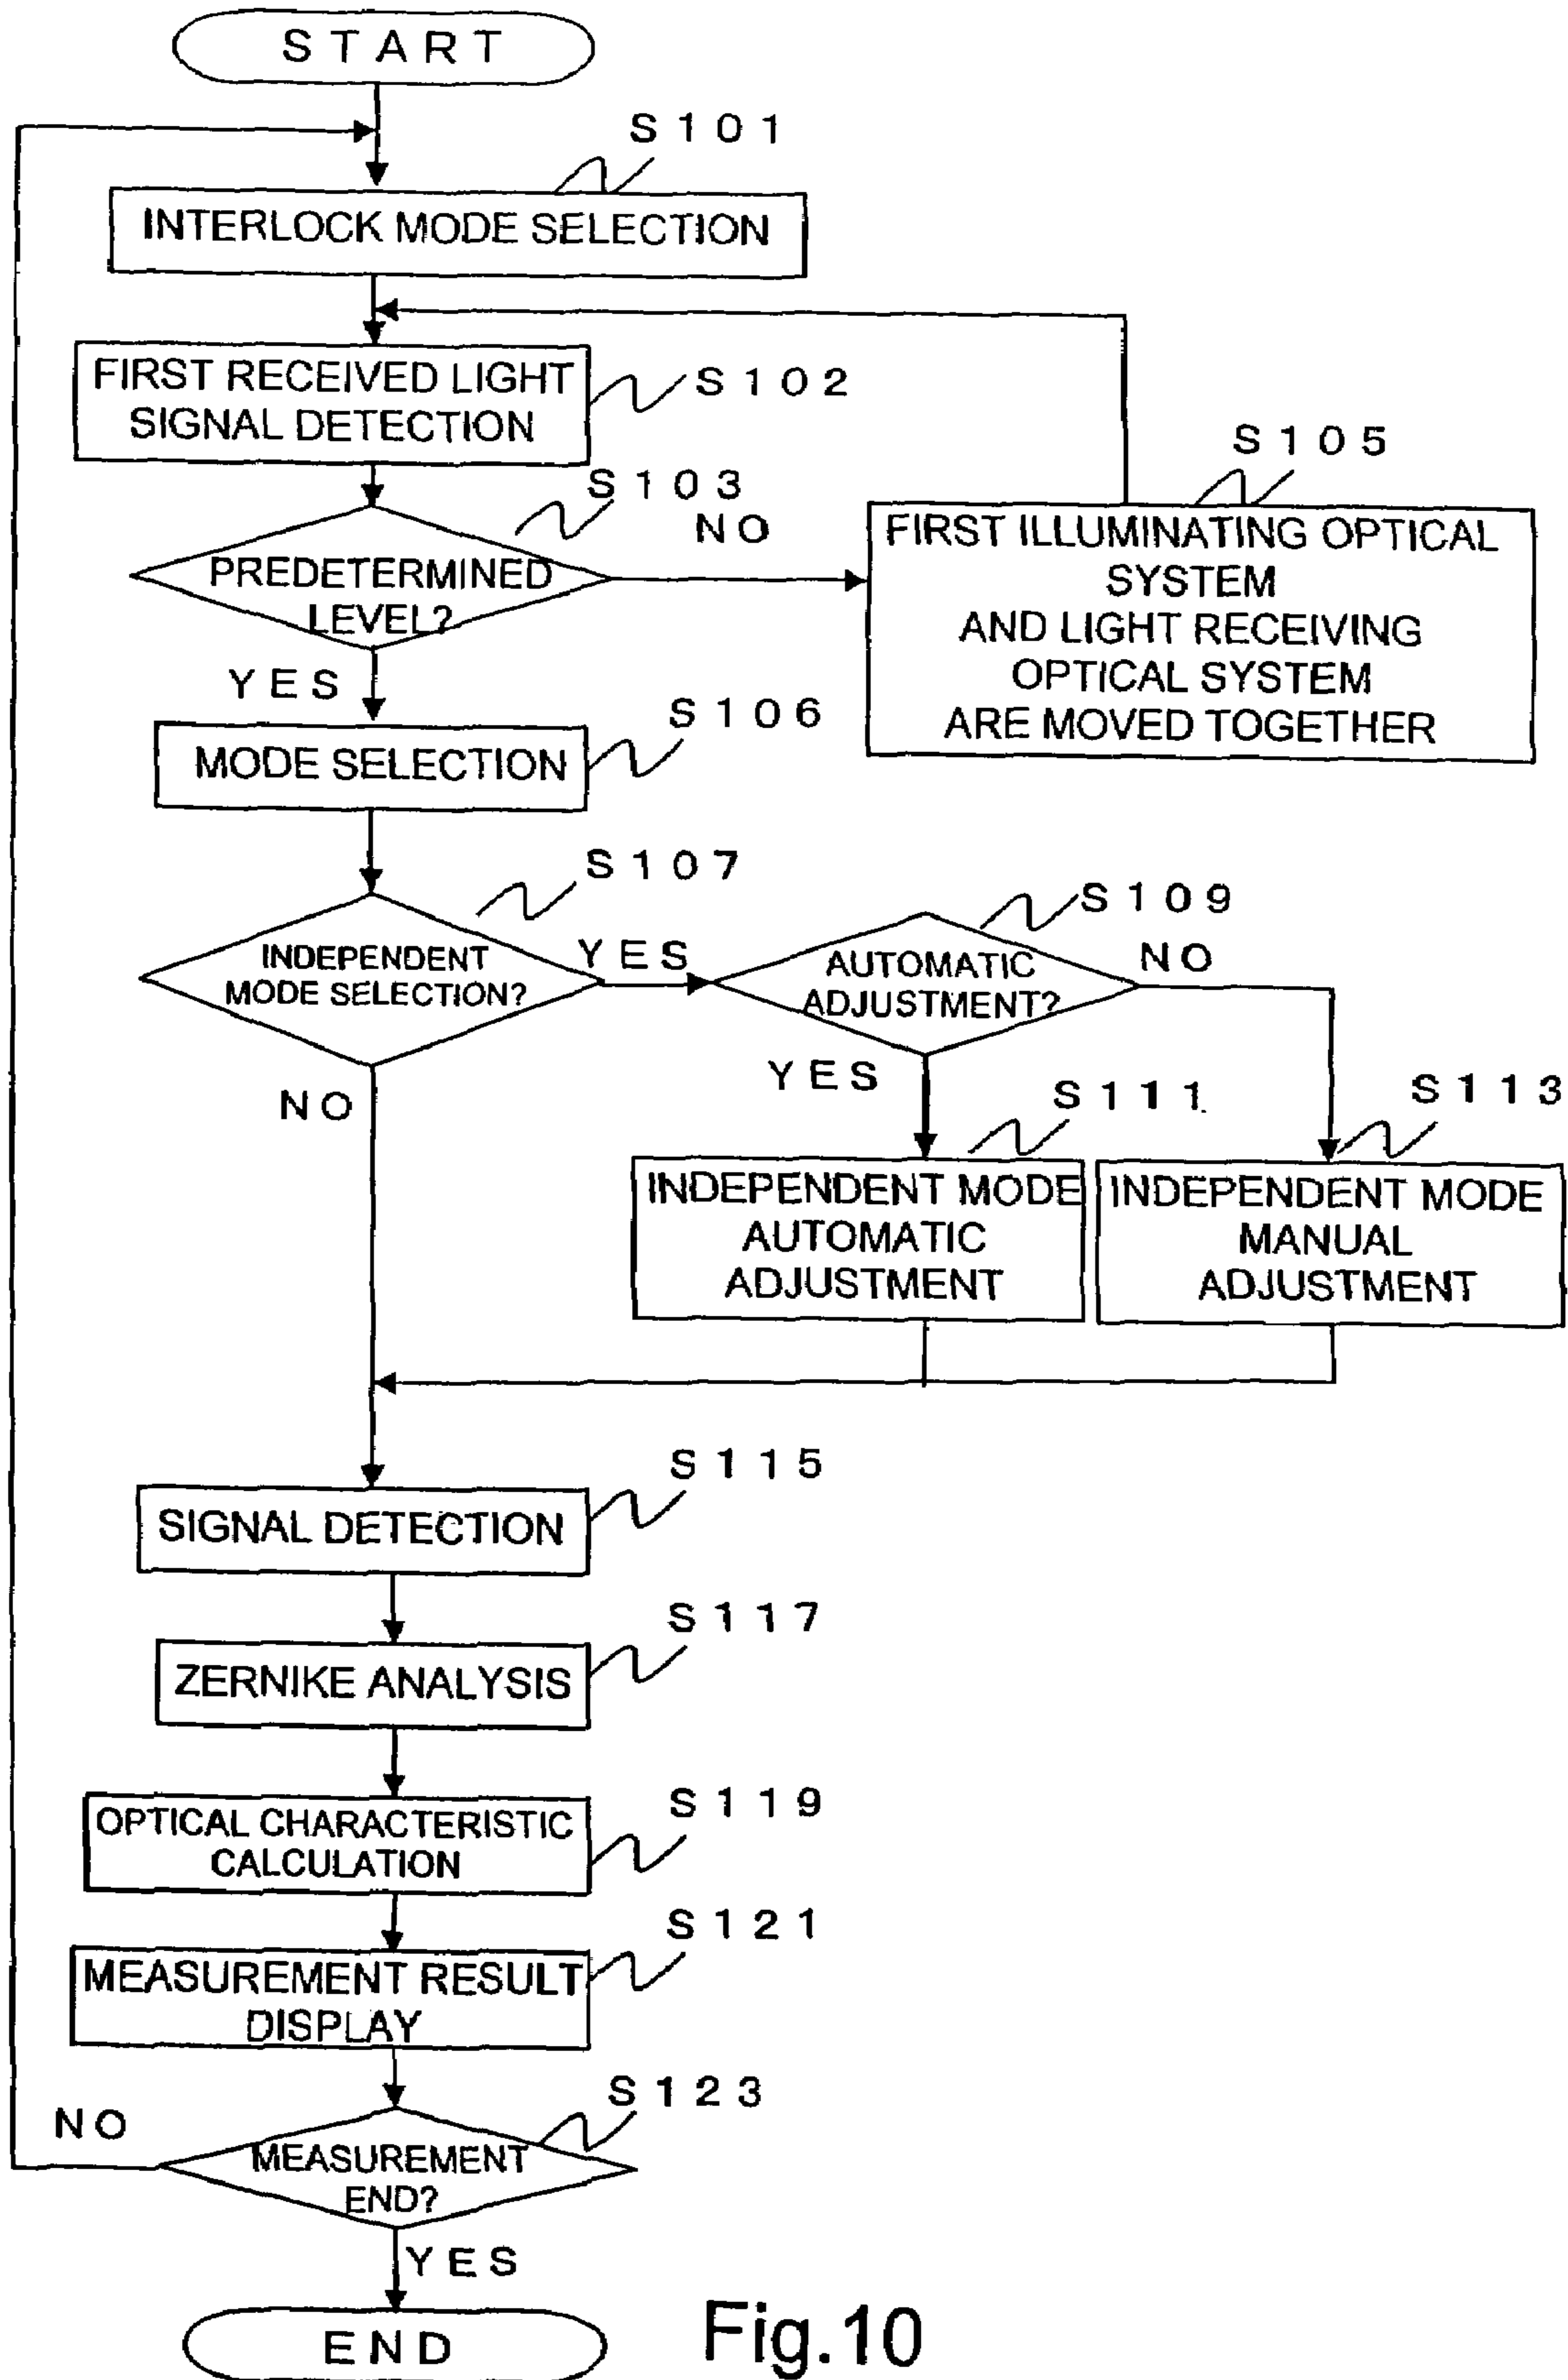 START
S101
INTERLOCK MODE SELECTION
FIRST RECEIVED LIGHT
SIGNAL DETECTION
S102
S103
NO
PREDETERMINED
LEVEL?
YES
S105
FIRST ILLUMINATING OPTICAL
SYSTEM
AND LIGHT RECEIVING
OPTICAL SYSTEM
ARE MOVED TOGETHER
S106
MODE SELECTION
S107
INDEPENDENT
MODE SELECTION?
YES
NO
S109
AUTOMATIC
ADJUSTMENT?
NO
YES
S111
INDEPENDENT MODE
AUTOMATIC
ADJUSTMENT
S113
INDEPENDENT MODE
MANUAL
ADJUSTMENT
S115
SIGNAL DETECTION
S117
ZERNIKE ANALYSIS
S119
OPTICAL CHARACTERISTIC
CALCULATION
S121
MEASUREMENT RESULT
DISPLAY
S123
NO
MEASUREMENT
END?
YES
END
Fig.10